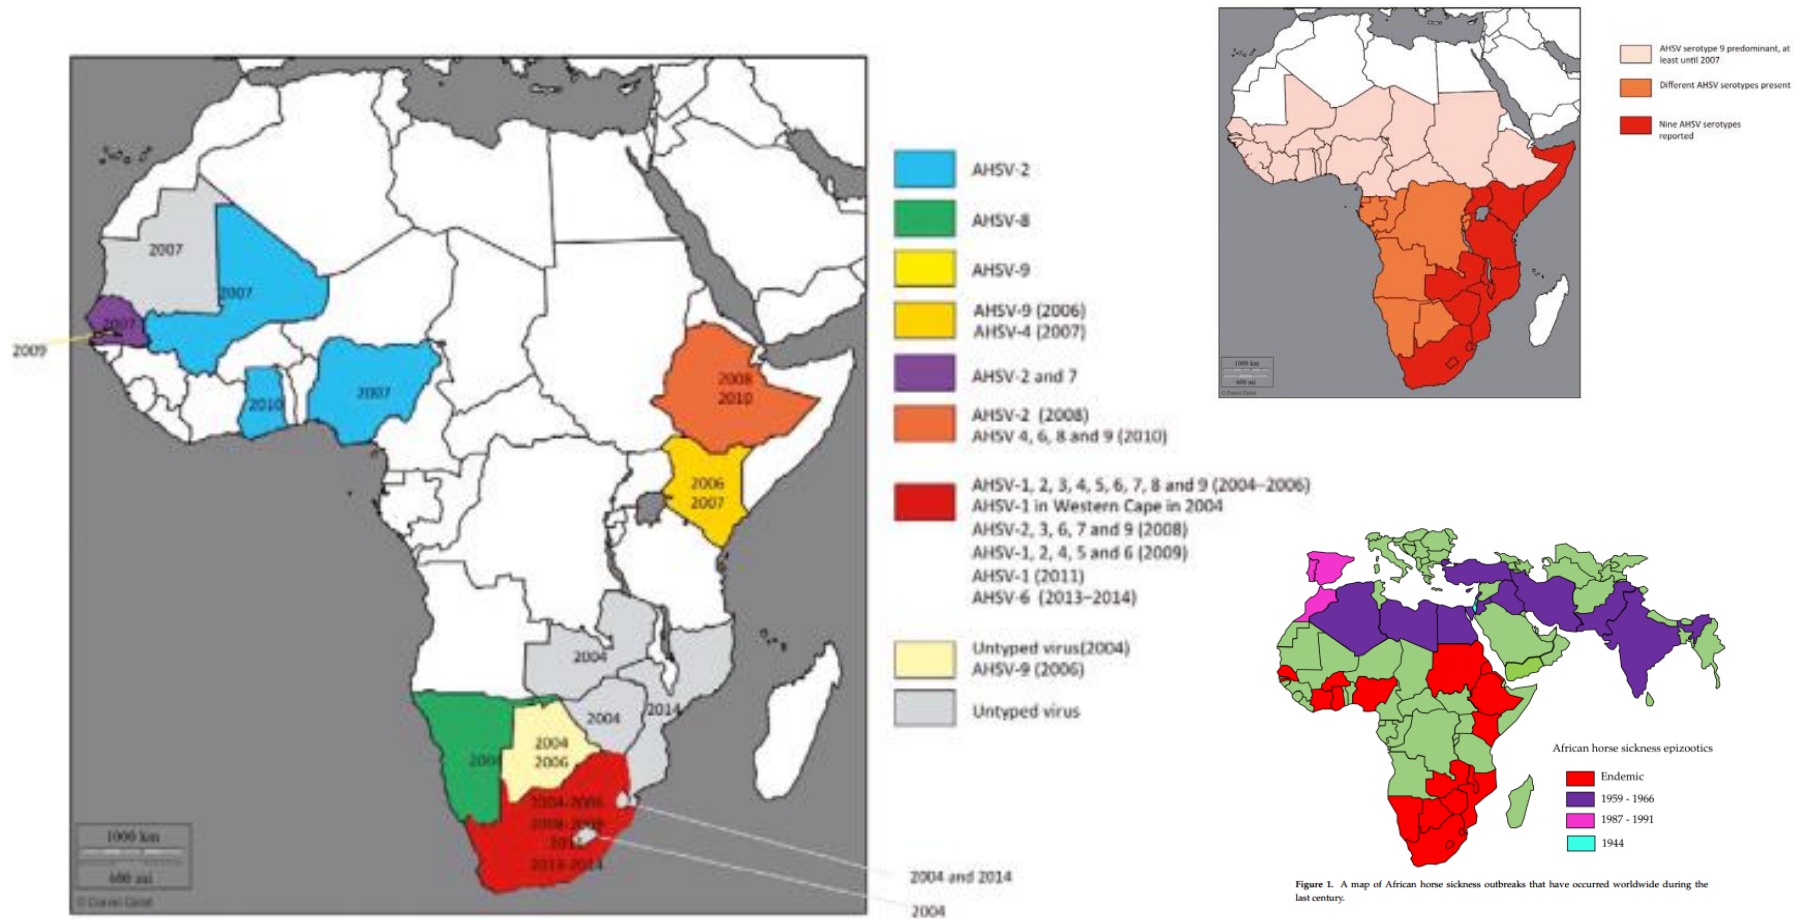 2007
2007
2007
2009
2010
2007
2008
2010
2006
2007
2004
2004
2014
2004
2006
2004-2006
2008-2009
2013-2014
1000 km
600 mi
2004 and 2014
2004
AHSV-2
AHSV-8
AHSV-9
AHSV-9 (2006)
AHSV-4 (2007)
AHSV-2 and 7
AHSV-2 (2008)
AHSV 4, 6, 8 and 9 (2010)
AHSV-1, 2, 3, 4, 5, 6, 7, 8 and 9 (2004–2006)
AHSV-1 in Western Cape in 2004
AHSV-2, 3, 6, 7 and 9 (2008)
AHSV-1, 2, 4, 5 and 6 (2009)
AHSV-1 (2011)
AHSV-6 (2013–2014)
Untyped virus(2004)
AHSV-9 (2006)
Untyped virus
1000 km
600 mi
AHSV serotype 9 predominant, at
least until 2007
Different AHSV serotypes present
Nine AHSV serotypes
reported
African horse sickness epizootics
Endemic
1959 - 1966
1987 - 1991
1944
Figure 1. A map of African horse sickness outbreaks that have occurred worldwide during the
last century.